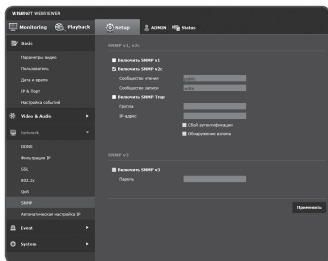 WISENET WEBVIEWER
Monitoring Playback Setup ADMIN Status
Basic
Параметры видео
Пользователь
Дата и время
IP & Порт
Настройка событий
Video & Audio
Network
DDNS
Фильтрация IP
SSL
802.1x
QoS
SNMP
Автоматическая настройка IP
Event
System
SNMP v1, v2c
Включить SNMP v1
Включить SNMP v2c
Сообщество чтения public
Сообщество записи write
Включить SNMP Trap
Группа
IP-адрес
Сбой аутентификации
Обнаружение взлома
SNMP v3
Включить SNMP v3
Пароль
Применить